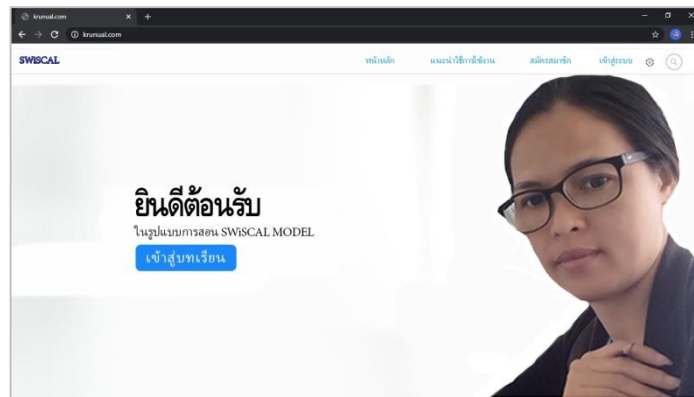 krunual.com
krunual.com
SWiSCAL
หน้าหลัก แนะนำวิธีการใช้งาน สมัครสมาชิก เข้าสู่ระบบ
ยินดีต้อนรับ
ในรูปแบบการสอน SWiSCAL MODEL
เข้าสู่บทเรียน